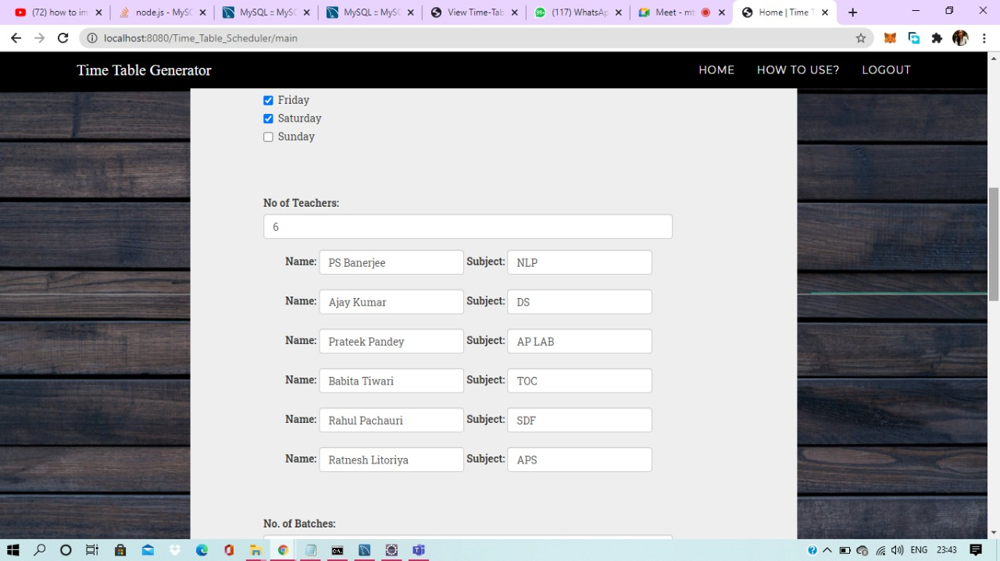 (72) how to im
node.js - MySC
MySQL :: MySC
MySQL :: MySC
View Time-Tab
99+ (117) WhatsAp
Meet - mt
Home | Time T
localhost:8080/Time_Table_Scheduler/main
Time Table Generator HOME HOW TO USE? LOGOUT
Friday
Saturday
Sunday
No of Teachers:
6
Name: PS Banerjee Subject: NLP
Name: Ajay Kumar Subject: DS
Name: Prateek Pandey Subject: AP LAB
Name: Babita Tiwari Subject: TOC
Name: Rahul Pachauri Subject: SDF
Name: Ratnesh Litoriya Subject: APS
No. of Batches:
ENG 23:43